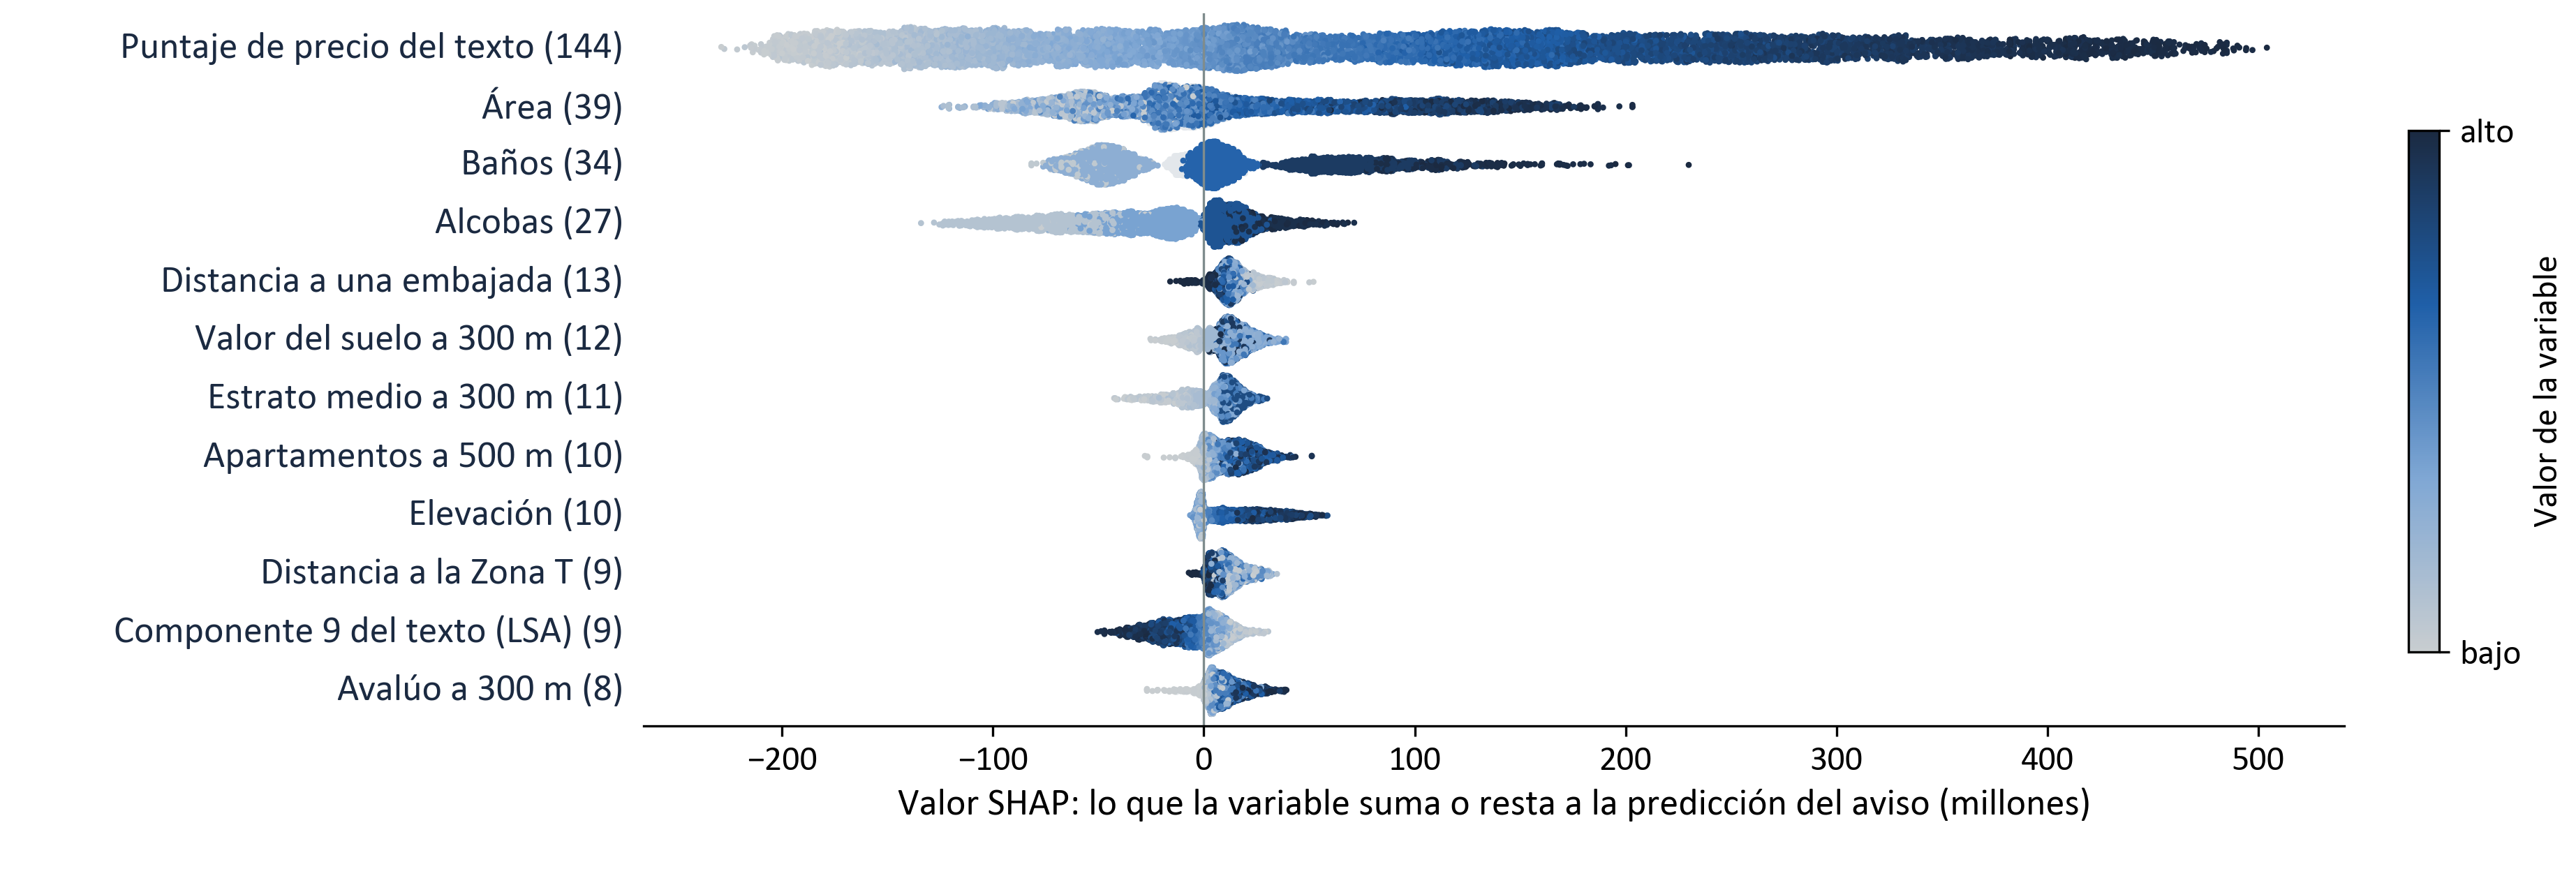 Puntaje de precio del texto (144)
Área (39)
Baños (34)
Alcobas (27)
Distancia a una embajada (13)
Valor del suelo a 300 m (12)
Estrato medio a 300 m (11)
Apartamentos a 500 m (10)
Elevación (10)
Distancia a la Zona T (9)
Componente 9 del texto (LSA) (9)
Avalúo a 300 m (8)
−200
−100
0
100
200
300
400
500
Valor SHAP: lo que la variable suma o resta a la predicción del aviso (millones)
alto
bajo
Valor de la variable